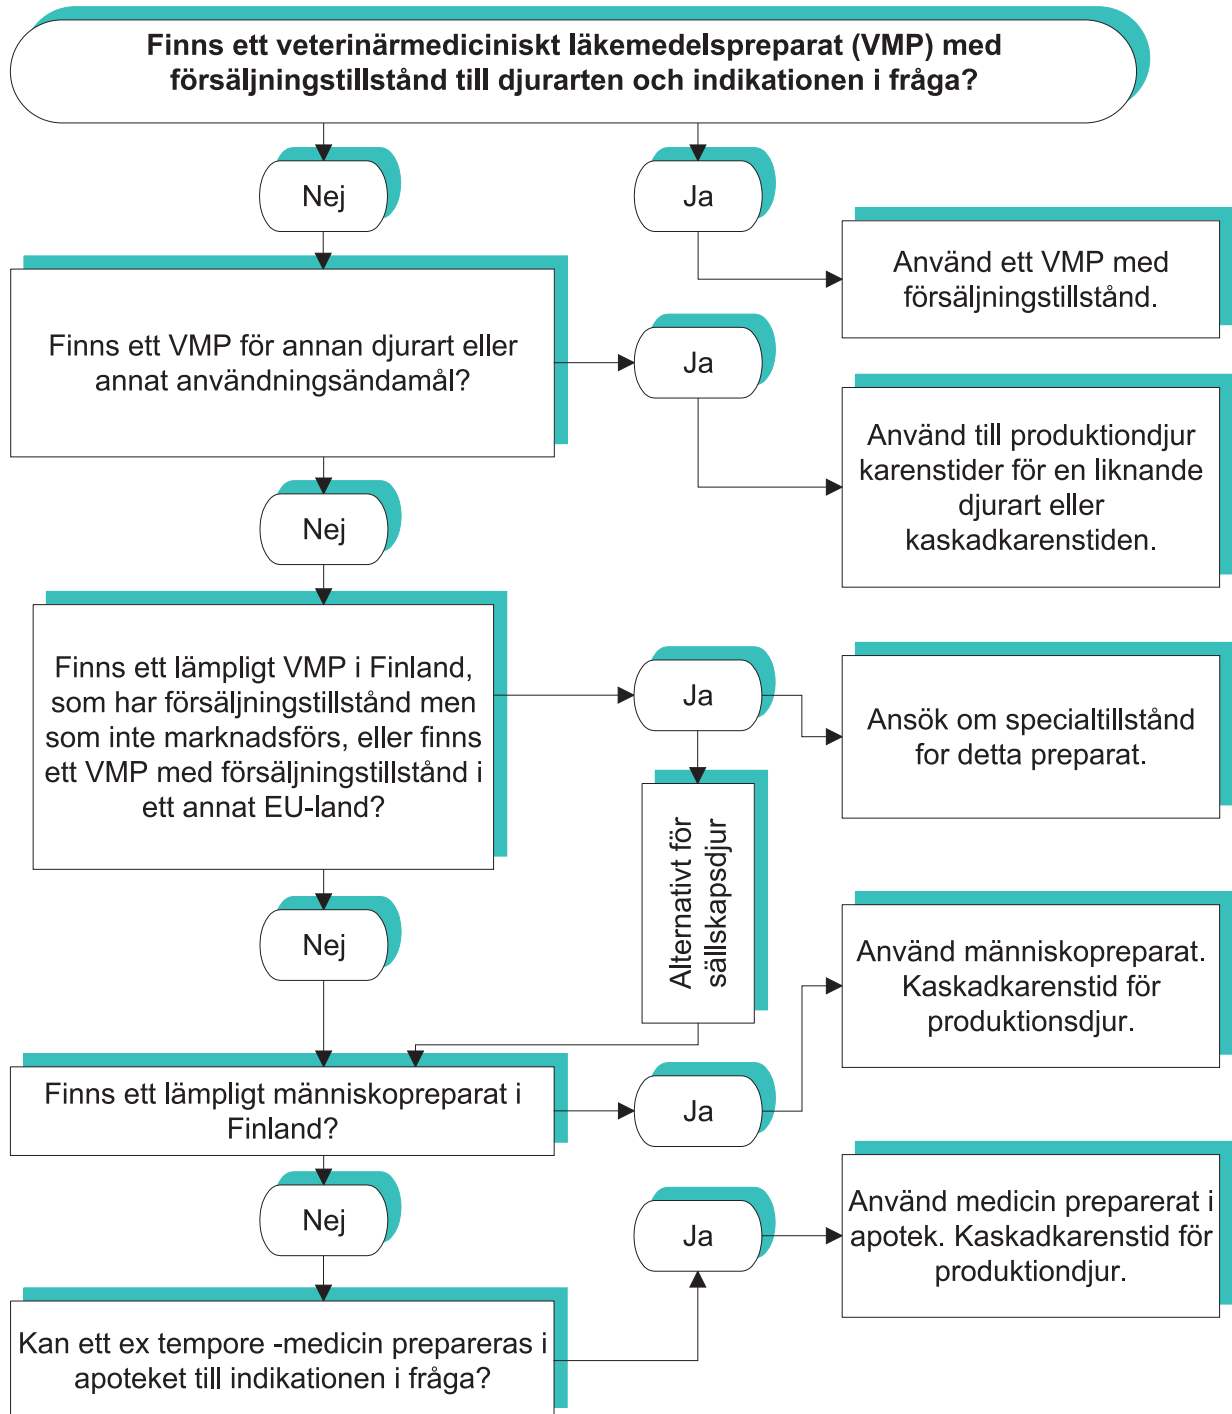 Finns ett veterinärmediciniskt läkemedelspreparat (VMP) med
försäljningstillstånd till djurarten och indikationen i fråga?
Nej
Ja
Använd ett VMP med
försäljningstillstånd.
Finns ett VMP för annan djurart eller
annat användningsändamål?
Ja
Använd till produktiondjur
karenstider för en liknande
djurart eller
kaskadkarenstiden.
Nej
Finns ett lämpligt VMP i Finland,
som har försäljningstillstånd men
som inte marknadsförs, eller finns
ett VMP med försäljningstillstånd i
ett annat EU-land?
Ja
Ansök om specialtillstånd
for detta preparat.
Alternativt för
sällskapsdjur
Nej
Använd människopreparat.
Kaskadkarenstid för
produktionsdjur.
Finns ett lämpligt människopreparat i
Finland?
Ja
Nej
Ja
Använd medicin preparerat i
apotek. Kaskadkarenstid för
produktiondjur.
Kan ett ex tempore -medicin prepareras i
apoteket till indikationen i fråga?